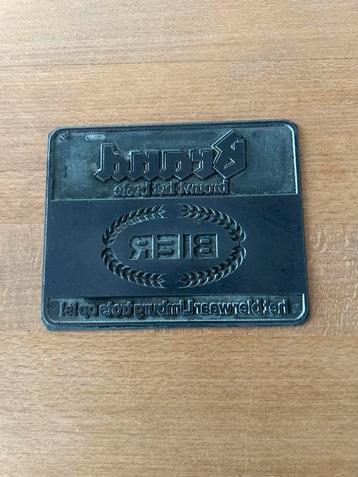 Brand
brouwt het beste
BIER
het bier waar Limburg trots op is!